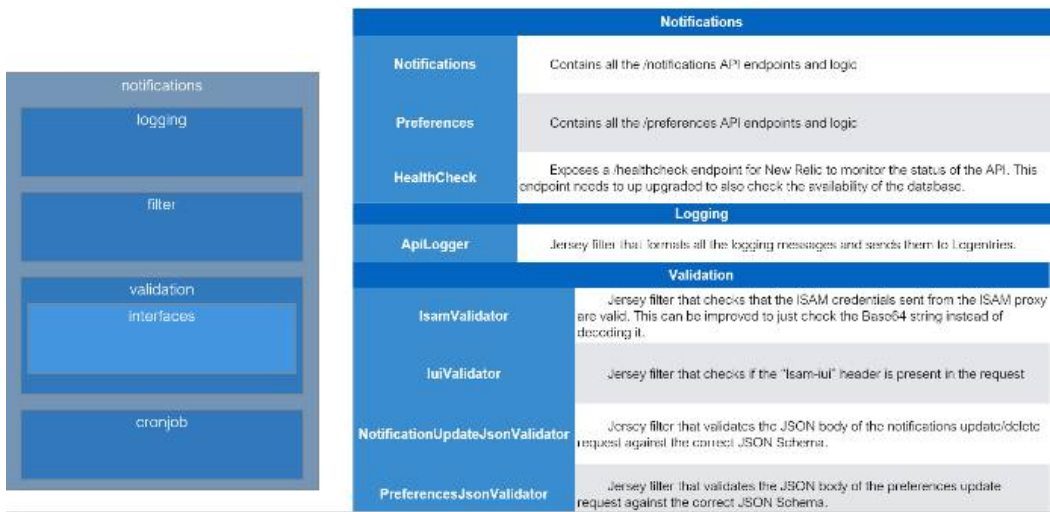 notifications
logging
filter
validation
interfaces
cronjob
Notifications
Notifications
Contains all the /notifications API endpoints and logic
Preferences
Contains all the /preferences API endpoints and logic
HealthCheck
Exposes a /healthcheck endpoint for New Relic to monitor the status of the API. This
endpoint needs to up upgraded to also check the availability of the database.
Logging
ApiLogger
Jersey filter that formats all the logging messages and sends them to Logentries.
Validation
IsamValidator
Jersey filter that checks that the ISAM credentials sent from the ISAM proxy
are valid. This can be improved to just check the Base64 string instead of
decoding it.
IuiValidator
Jersey filter that checks if the "Isam-iui" header is present in the request
NotificationUpdateJsonValidator
Jersey filter that validates the JSON body of the notifications update/delete
request against the correct JSON Schema.
PreferencesJsonValidator
Jersey filter that validates the JSON body of the preferences update
request against the correct JSON Schema.